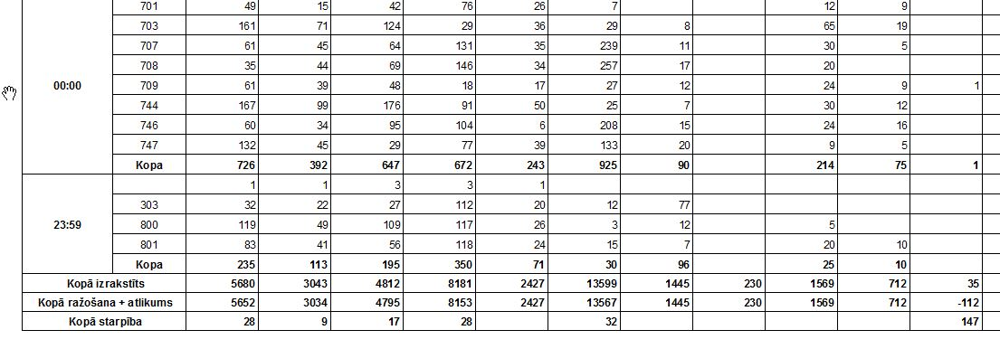 701 49 15 42 76 26 7 12 9
703 161 71 124 29 36 29 8 65 19
707 61 45 64 131 35 239 11 30 5
708 35 44 69 146 34 257 17 20
00:00 709 61 39 48 18 17 27 12 24 9 1
744 167 99 176 91 50 25 7 30 12
746 60 34 95 104 6 208 15 24 16
747 132 45 29 77 39 133 20 9 5
Kopa 726 392 647 672 243 925 90 214 75 1
1 1 3 3 1
303 32 22 27 112 20 12 77
23:59 800 119 49 109 117 26 3 12 5
801 83 41 56 118 24 15 7 20 10
Kopa 235 113 195 350 71 30 96 25 10
Kopā izrakstīts 5680 3043 4812 8181 2427 13599 1445 230 1569 712 35
Kopā ražošana + atlikums 5652 3034 4795 8153 2427 13567 1445 230 1569 712 -112
Kopā starpība 28 9 17 28 32 147